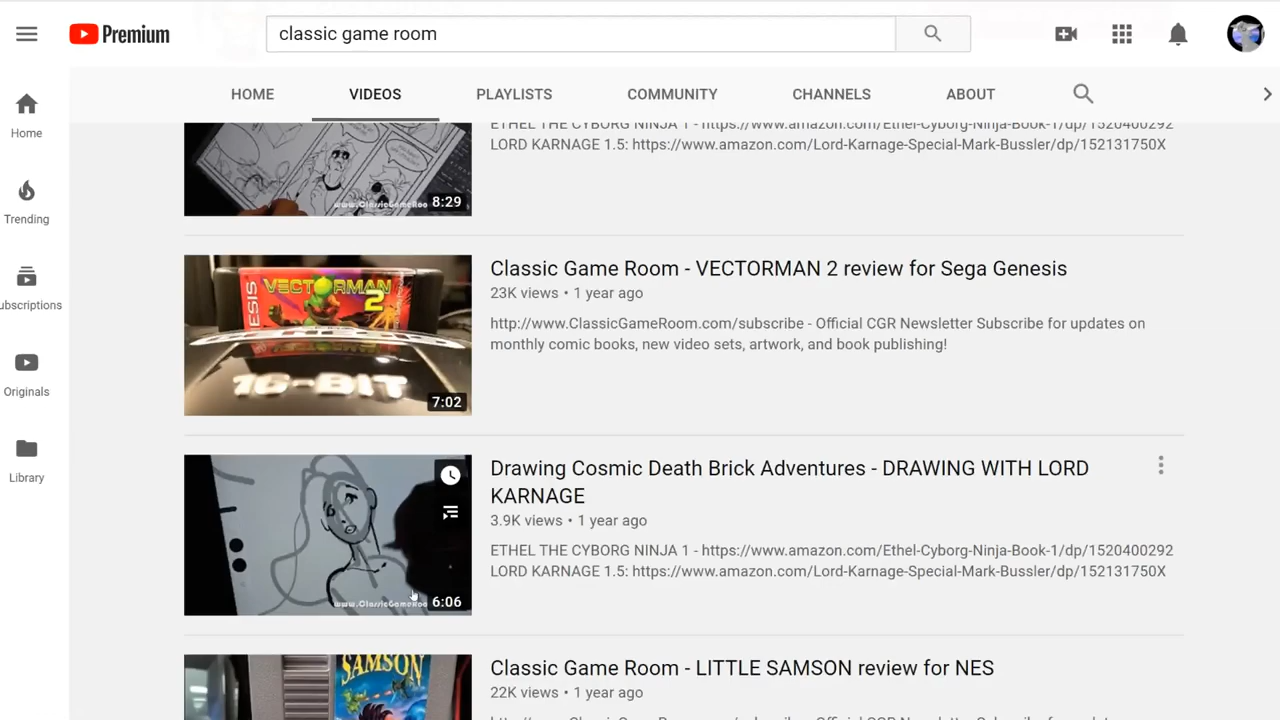 Premium
classic game room
HOME VIDEOS PLAYLISTS COMMUNITY CHANNELS ABOUT
Home
Trending
ubscriptions
Originals
Library
ETHEL THE CYBORG NINJA 1 - https://www.amazon.com/Ethel-Cyborg-Ninja-Book-1/dp/1520400292
LORD KARNAGE 1.5: https://www.amazon.com/Lord-Karnage-Special-Mark-Bussler/dp/152131750X
www.ClassicGameRoo
8:29
GENESIS
VECTORMAN 2
16-BIT
7:02
Classic Game Room - VECTORMAN 2 review for Sega Genesis
23K views • 1 year ago
http://www.ClassicGameRoom.com/subscribe - Official CGR Newsletter Subscribe for updates on
monthly comic books, new video sets, artwork, and book publishing!
www.ClassicGameRoo
6:06
Drawing Cosmic Death Brick Adventures - DRAWING WITH LORD
KARNAGE
3.9K views • 1 year ago
ETHEL THE CYBORG NINJA 1 - https://www.amazon.com/Ethel-Cyborg-Ninja-Book-1/dp/1520400292
LORD KARNAGE 1.5: https://www.amazon.com/Lord-Karnage-Special-Mark-Bussler/dp/152131750X
SAMSON
Classic Game Room - LITTLE SAMSON review for NES
22K views • 1 year ago